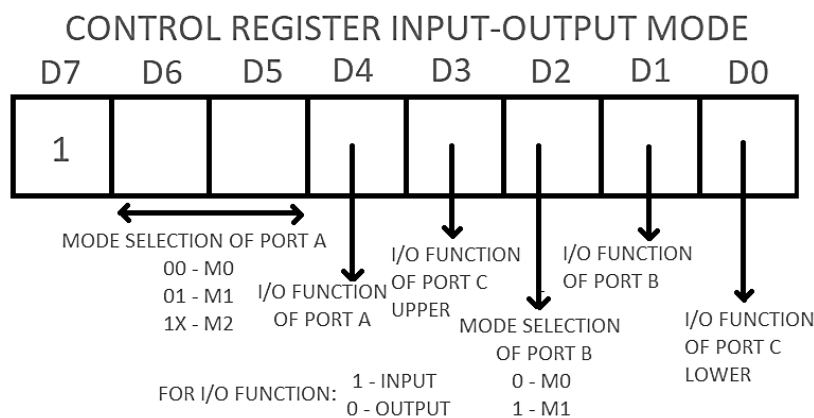 CONTROL REGISTER INPUT-OUTPUT MODE
D7 D6 D5 D4 D3 D2 D1 D0
1
MODE SELECTION OF PORT A
00 - M0
01 - M1
1X - M2
I/O FUNCTION
OF PORT A
I/O FUNCTION
OF PORT C
UPPER
MODE SELECTION
OF PORT B
0 - M0
1 - M1
I/O FUNCTION
OF PORT B
I/O FUNCTION
OF PORT C
LOWER
FOR I/O FUNCTION:
1 - INPUT
0 - OUTPUT